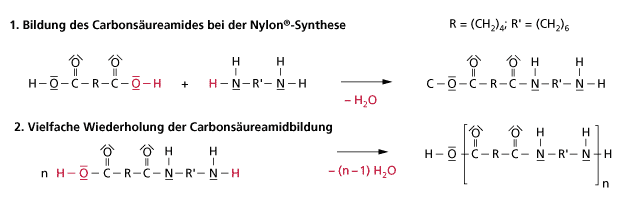 1. Bildung des Carbonsäureamides bei der Nylon®-Synthese
R = (CH₂)₄; R' = (CH₂)₆
O O H H O O H H
H–O–C–R–C–O–H + H–N–R'–N–H – H₂O C–O–C–R–C–N–R'–N–H
2. Vielfache Wiederholung der Carbonsäureamidbildung
O O H H O O H H
n H–O–C–R–C–N–R'–N–H – (n – 1) H₂O H–O–[C–R–C–N–R'–N]–H
n